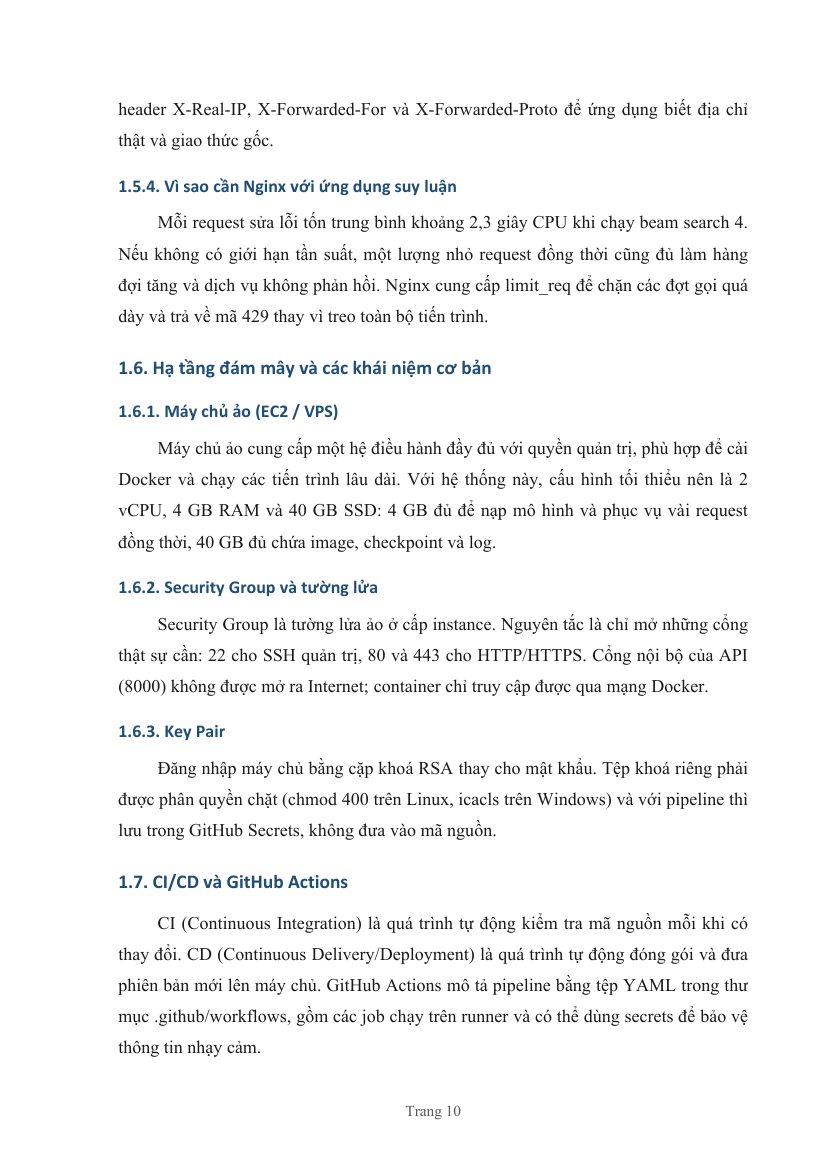 header X-Real-IP, X-Forwarded-For và X-Forwarded-Proto để ứng dụng biết địa chỉ
thật và giao thức gốc.
1.5.4. Vì sao cần Nginx với ứng dụng suy luận
Mỗi request sửa lỗi tốn trung bình khoảng 2,3 giây CPU khi chạy beam search 4.
Nếu không có giới hạn tần suất, một lượng nhỏ request đồng thời cũng đủ làm hàng
đợi tăng và dịch vụ không phản hồi. Nginx cung cấp limit_req để chặn các đợt gọi quá
dày và trả về mã 429 thay vì treo toàn bộ tiến trình.
1.6. Hạ tầng đám mây và các khái niệm cơ bản
1.6.1. Máy chủ ảo (EC2 / VPS)
Máy chủ ảo cung cấp một hệ điều hành đầy đủ với quyền quản trị, phù hợp để cài
Docker và chạy các tiến trình lâu dài. Với hệ thống này, cấu hình tối thiểu nên là 2
vCPU, 4 GB RAM và 40 GB SSD: 4 GB đủ để nạp mô hình và phục vụ vài request
đồng thời, 40 GB đủ chứa image, checkpoint và log.
1.6.2. Security Group và tường lửa
Security Group là tường lửa ảo ở cấp instance. Nguyên tắc là chỉ mở những cổng
thật sự cần: 22 cho SSH quản trị, 80 và 443 cho HTTP/HTTPS. Cổng nội bộ của API
(8000) không được mở ra Internet; container chỉ truy cập được qua mạng Docker.
1.6.3. Key Pair
Đăng nhập máy chủ bằng cặp khoá RSA thay cho mật khẩu. Tệp khoá riêng phải
được phân quyền chặt (chmod 400 trên Linux, icacls trên Windows) và với pipeline thì
lưu trong GitHub Secrets, không đưa vào mã nguồn.
1.7. CI/CD và GitHub Actions
CI (Continuous Integration) là quá trình tự động kiểm tra mã nguồn mỗi khi có
thay đổi. CD (Continuous Delivery/Deployment) là quá trình tự động đóng gói và đưa
phiên bản mới lên máy chủ. GitHub Actions mô tả pipeline bằng tệp YAML trong thư
mục .github/workflows, gồm các job chạy trên runner và có thể dùng secrets để bảo vệ
thông tin nhạy cảm.
Trang 10